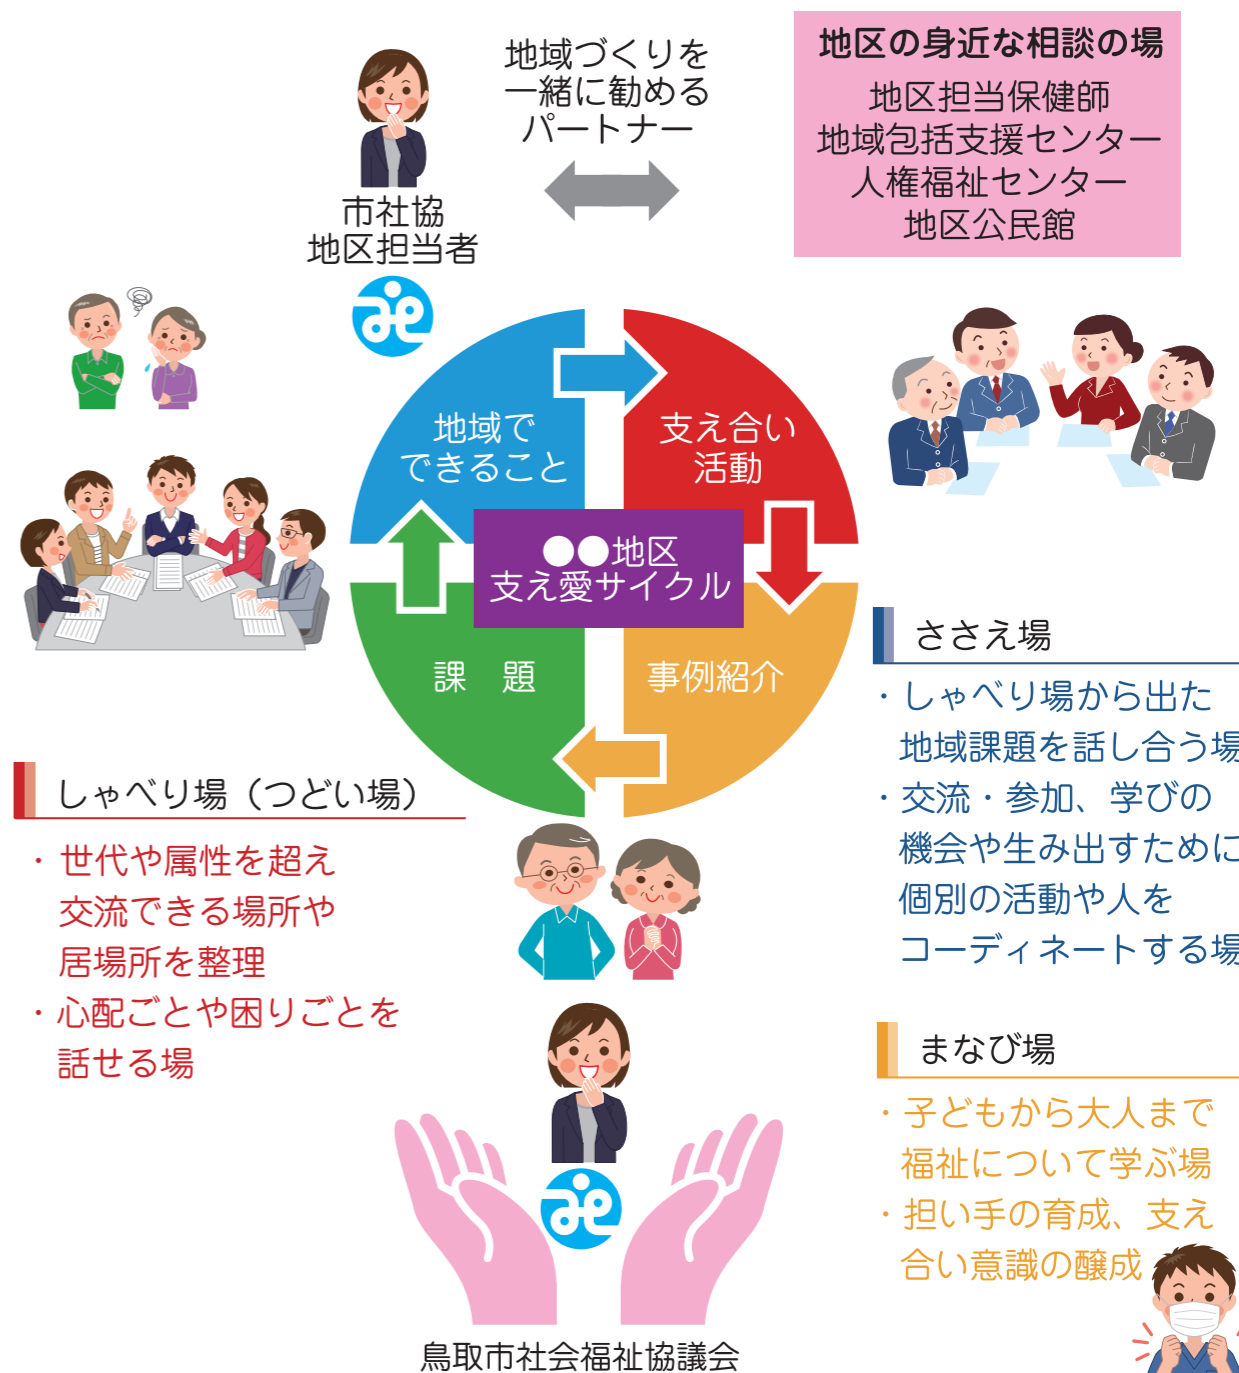 地域づくりを
一緒に勧める
パートナー
地区の身近な相談の場
地区担当保健師
地域包括支援センター
人権福祉センター
地区公民館
市社協
地区担当者
地域で
できること
支え合い
活動
●●地区
支え愛サイクル
課　題
事例紹介
しゃべり場（つどい場）
・世代や属性を超え
交流できる場所や
居場所を整理
・心配ごとや困りごとを
話せる場
ささえ場
・しゃべり場から出た
地域課題を話し合う場
・交流・参加、学びの
機会や生み出すために
個別の活動や人を
コーディネートする場
まなび場
・子どもから大人まで
福祉について学ぶ場
・担い手の育成、支え
合い意識の醸成
鳥取市社会福祉協議会